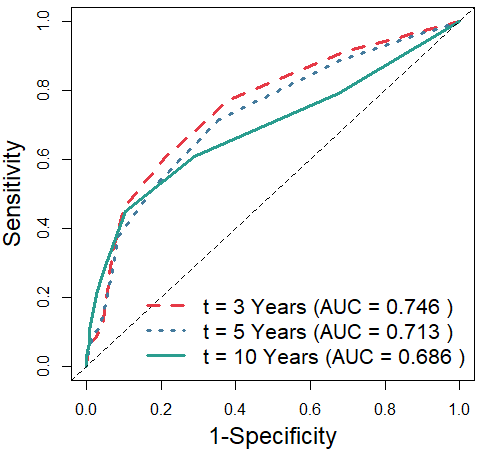 Sensitivity
1.0
0.8
0.6
0.4
0.2
0.0
t = 3 Years (AUC = 0.746 )
t = 5 Years (AUC = 0.713 )
t = 10 Years (AUC = 0.686 )
0.0 0.2 0.4 0.6 0.8 1.0
1-Specificity